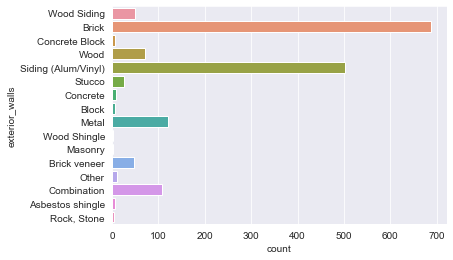 Wood Siding
Brick
Concrete Block
Wood
Siding (Alum/Vinyl)
Stucco
Concrete
Block
Metal
Wood Shingle
Masonry
Brick veneer
Other
Combination
Asbestos shingle
Rock, Stone
exterior_walls
0 100 200 300 400 500 600 700
count